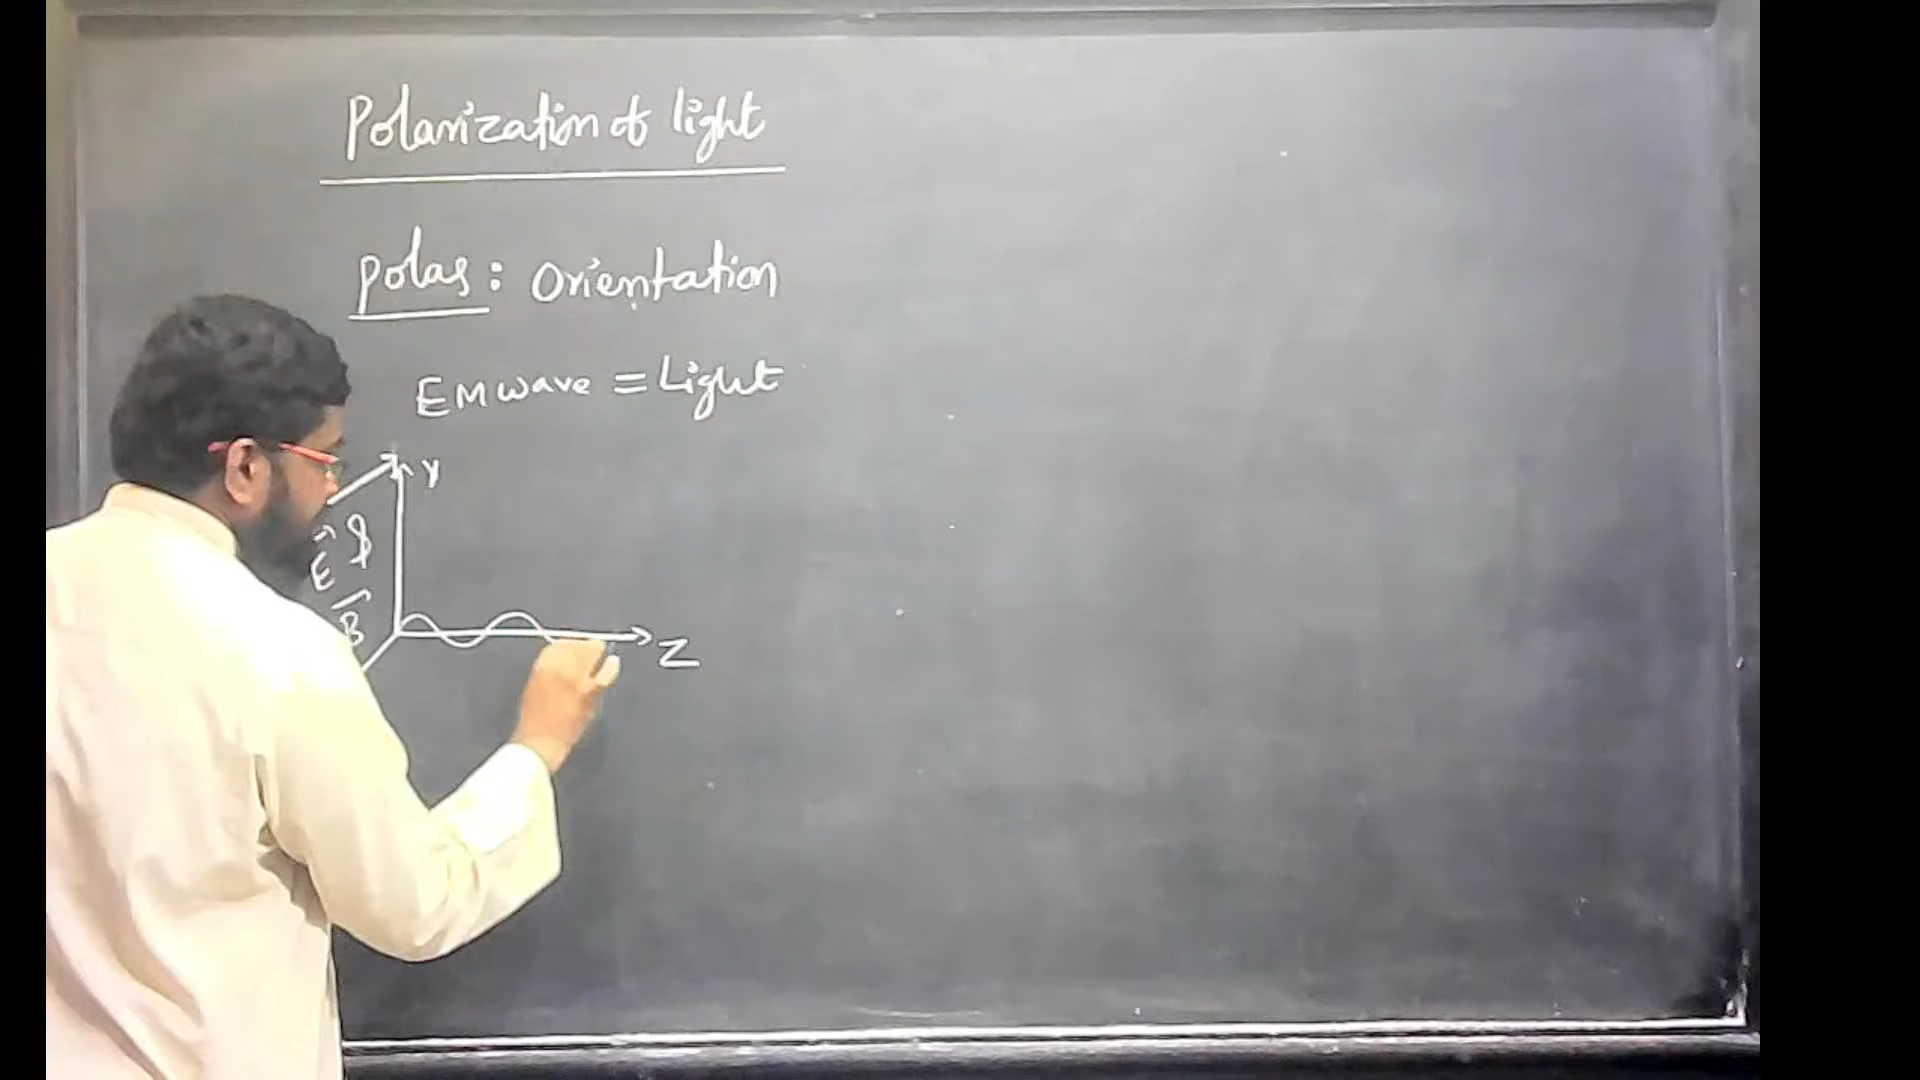 Polarization of light
Polas : Orientation
EM wave ≡ Light
Y
E &
B
Z